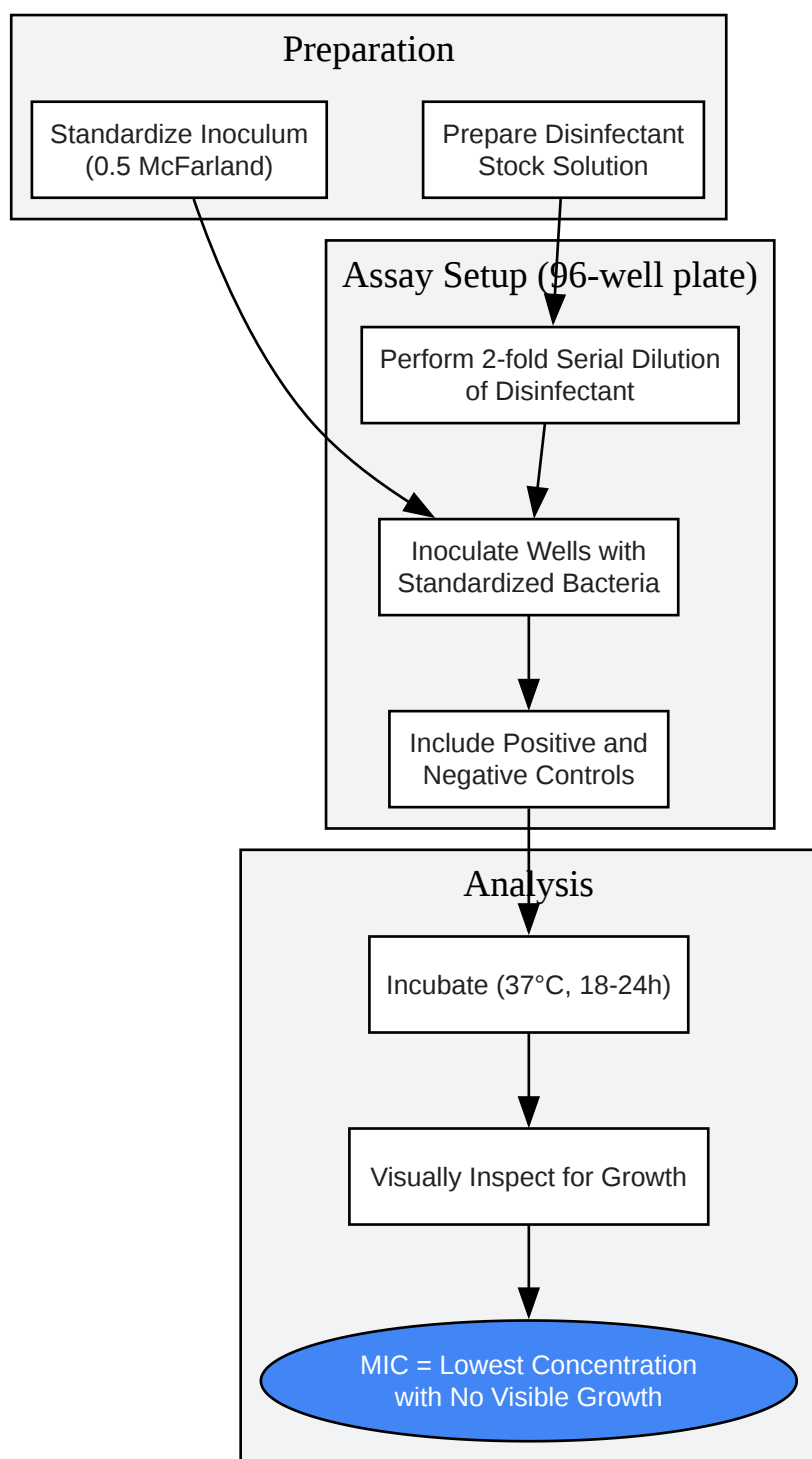 Preparation
Standardize Inoculum
(0.5 McFarland)
Prepare Disinfectant
Stock Solution
Assay Setup (96-well plate)
Perform 2-fold Serial Dilution
of Disinfectant
Inoculate Wells with
Standardized Bacteria
Include Positive and
Negative Controls
Analysis
Incubate (37°C, 18-24h)
Visually Inspect for Growth
MIC = Lowest Concentration
with No Visible Growth